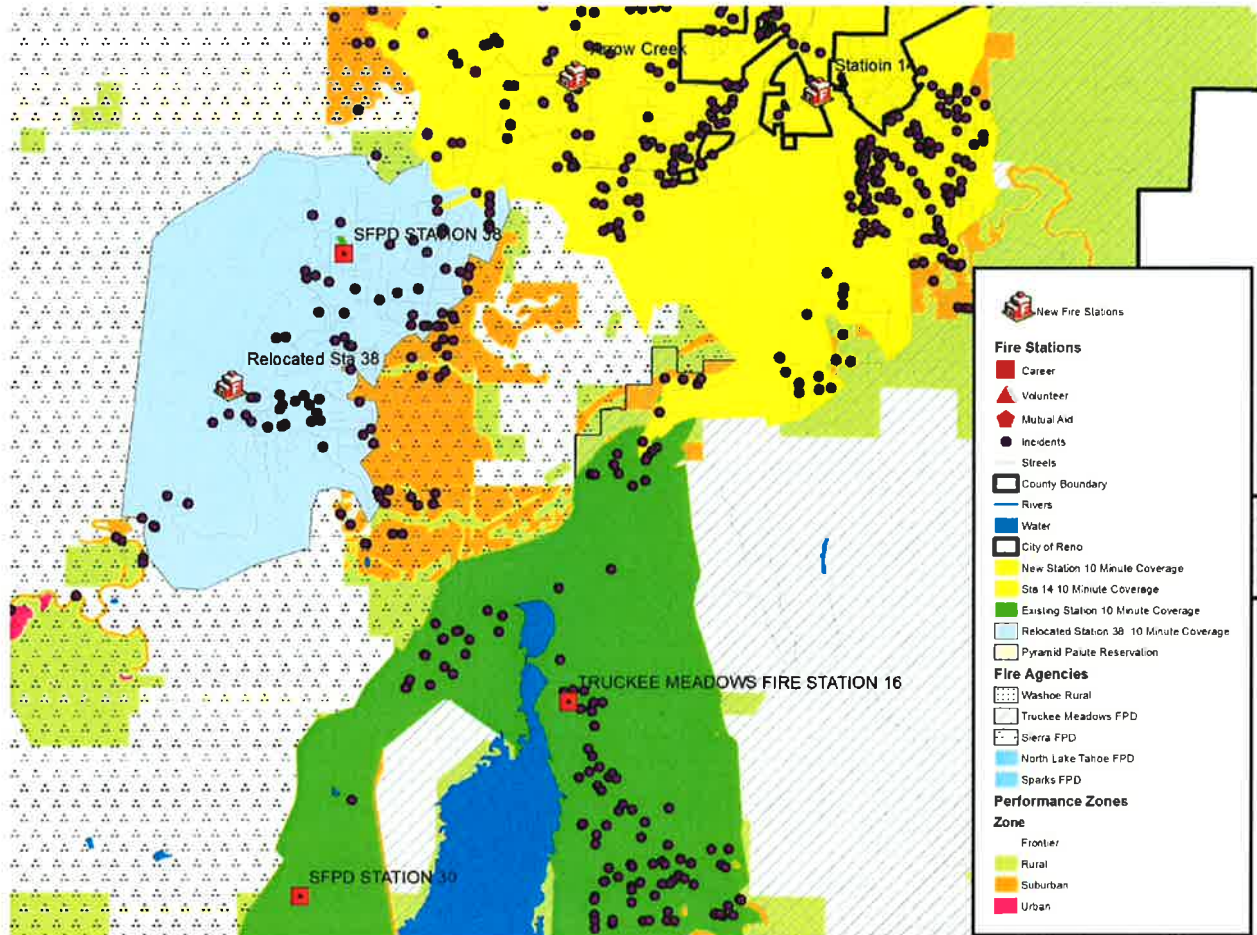 Arrow Creek
Statioin 14
SFPD STATION 38
Relocated Sta 38
TRUCKEE MEADOWS FIRE STATION 16
SFPD STATION 30
New Fire Stations
Fire Stations
Career
Volunteer
Mutual Aid
Incidents
Streets
County Boundary
Rivers
Water
City of Reno
New Station 10 Minute Coverage
Sta 14 10 Minute Coverage
Existing Station 10 Minute Coverage
Relocated Station 38 10 Minute Coverage
Pyramid Paiute Reservation
Fire Agencies
Washoe Rural
Truckee Meadows FPD
Sierra FPD
North Lake Tahoe FPD
Sparks FPD
Performance Zones
Zone
Frontier
Rural
Suburban
Urban